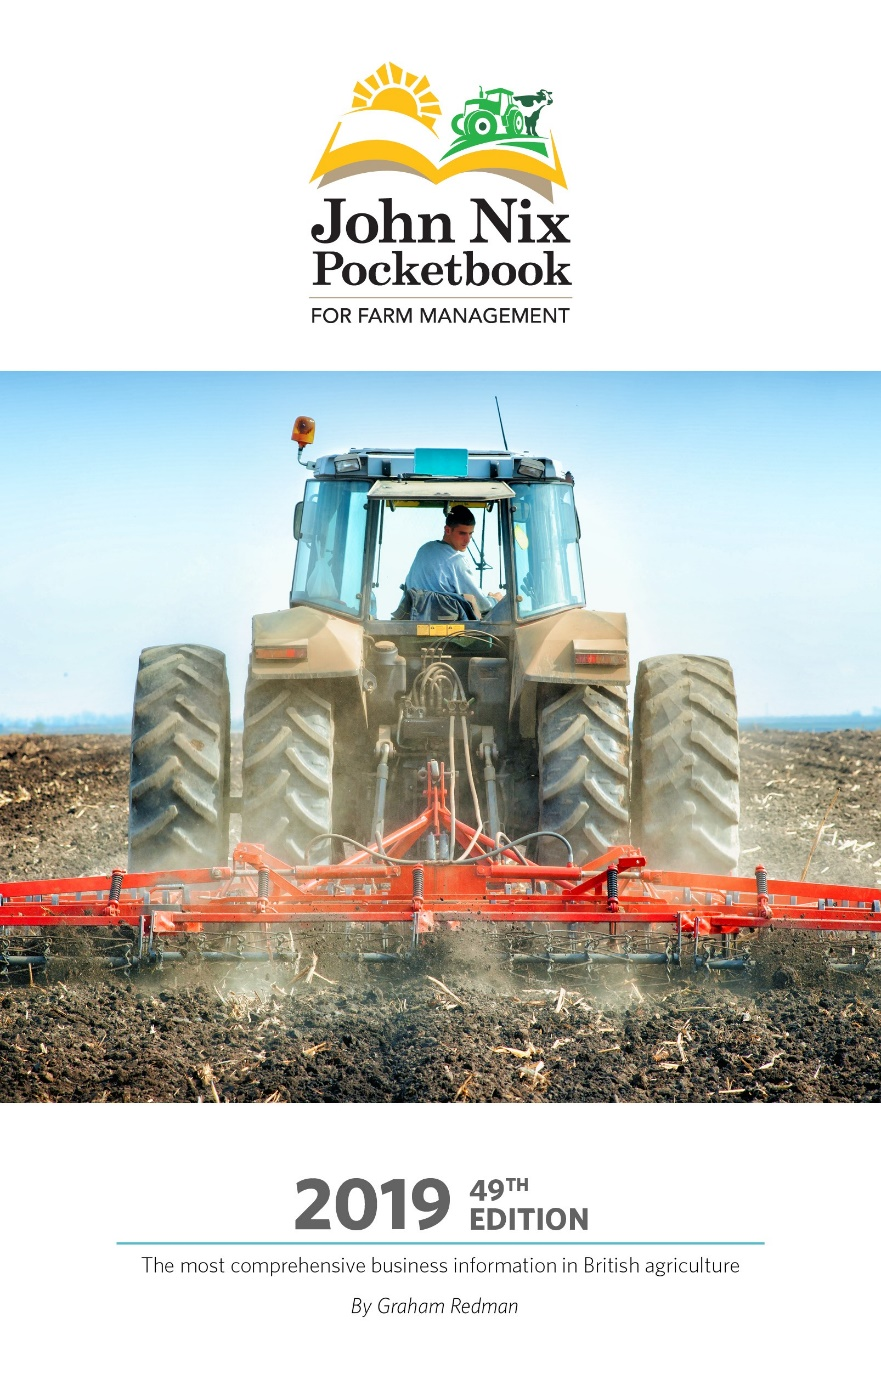 John Nix
Pocketbook
FOR FARM MANAGEMENT
2019 49TH
EDITION
The most comprehensive business information in British agriculture
By Graham Redman